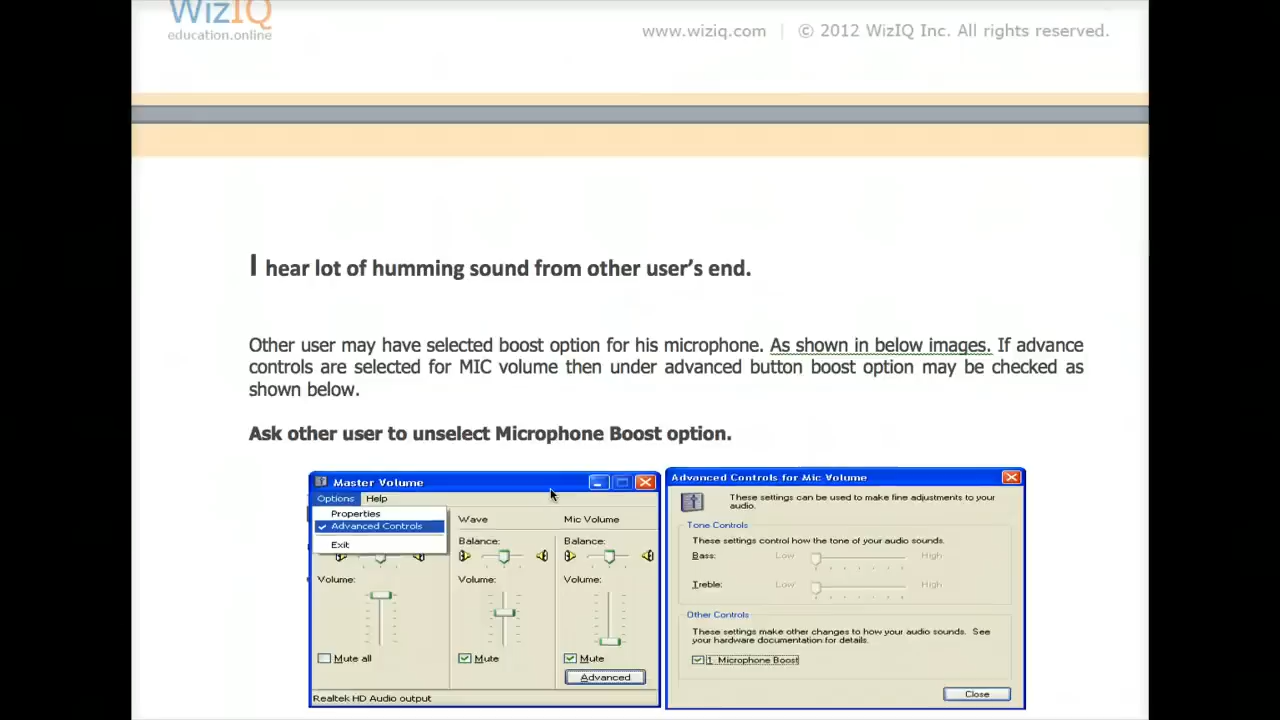 WizIQ
education.online
www.wiziq.com | © 2012 WizIQ Inc. All rights reserved.
I hear lot of humming sound from other user's end.
Other user may have selected boost option for his microphone. As shown in below images. If advance
controls are selected for MIC volume then under advanced button boost option may be checked as
shown below.
Ask other user to unselect Microphone Boost option.
Master Volume
Options Help
Properties
Advanced Controls
Exit
Wave
Mic Volume
Balance:
Balance:
Volume:
Volume:
Volume:
Mute all
Mute
Mute
Advanced
Realtek HD Audio output
Advanced Controls for Mic Volume
These settings can be used to make fine adjustments to your
audio.
Tone Controls
These settings control how the tone of your audio sounds.
Bass: Low High
Treble: Low High
Other Controls
These settings make other changes to how your audio sounds. See
your hardware documentation for details.
1 Microphone Boost
Close